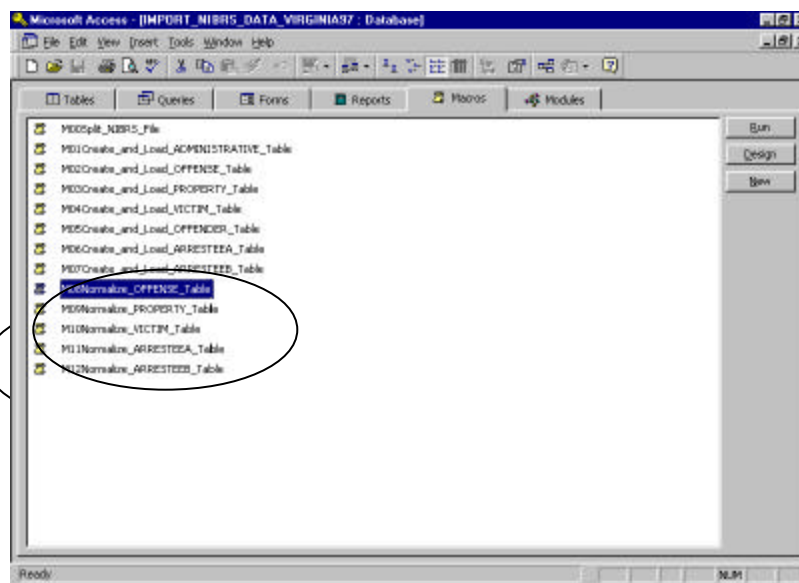 Microsoft Access - [IMPORT_NIBRS_DATA_VIRGINIA97 : Database]
File Edit View Insert Tools Window Help
Tables Queries Forms Reports Macros Modules
M00Split_NIBRS_File
M01Create_and_Load_ADMINISTRATIVE_Table
M02Create_and_Load_OFFENSE_Table
M03Create_and_Load_PROPERTY_Table
M04Create_and_Load_VICTIM_Table
M05Create_and_Load_OFFENDER_Table
M06Create_and_Load_ARRESTEEA_Table
M07Create_and_Load_ARRESTEEB_Table
M08Normalize_OFFENSE_Table
M09Normalize_PROPERTY_Table
M10Normalize_VICTIM_Table
M11Normalize_ARRESTEEA_Table
M12Normalize_ARRESTEEB_Table
Run
Design
New
Ready NUM